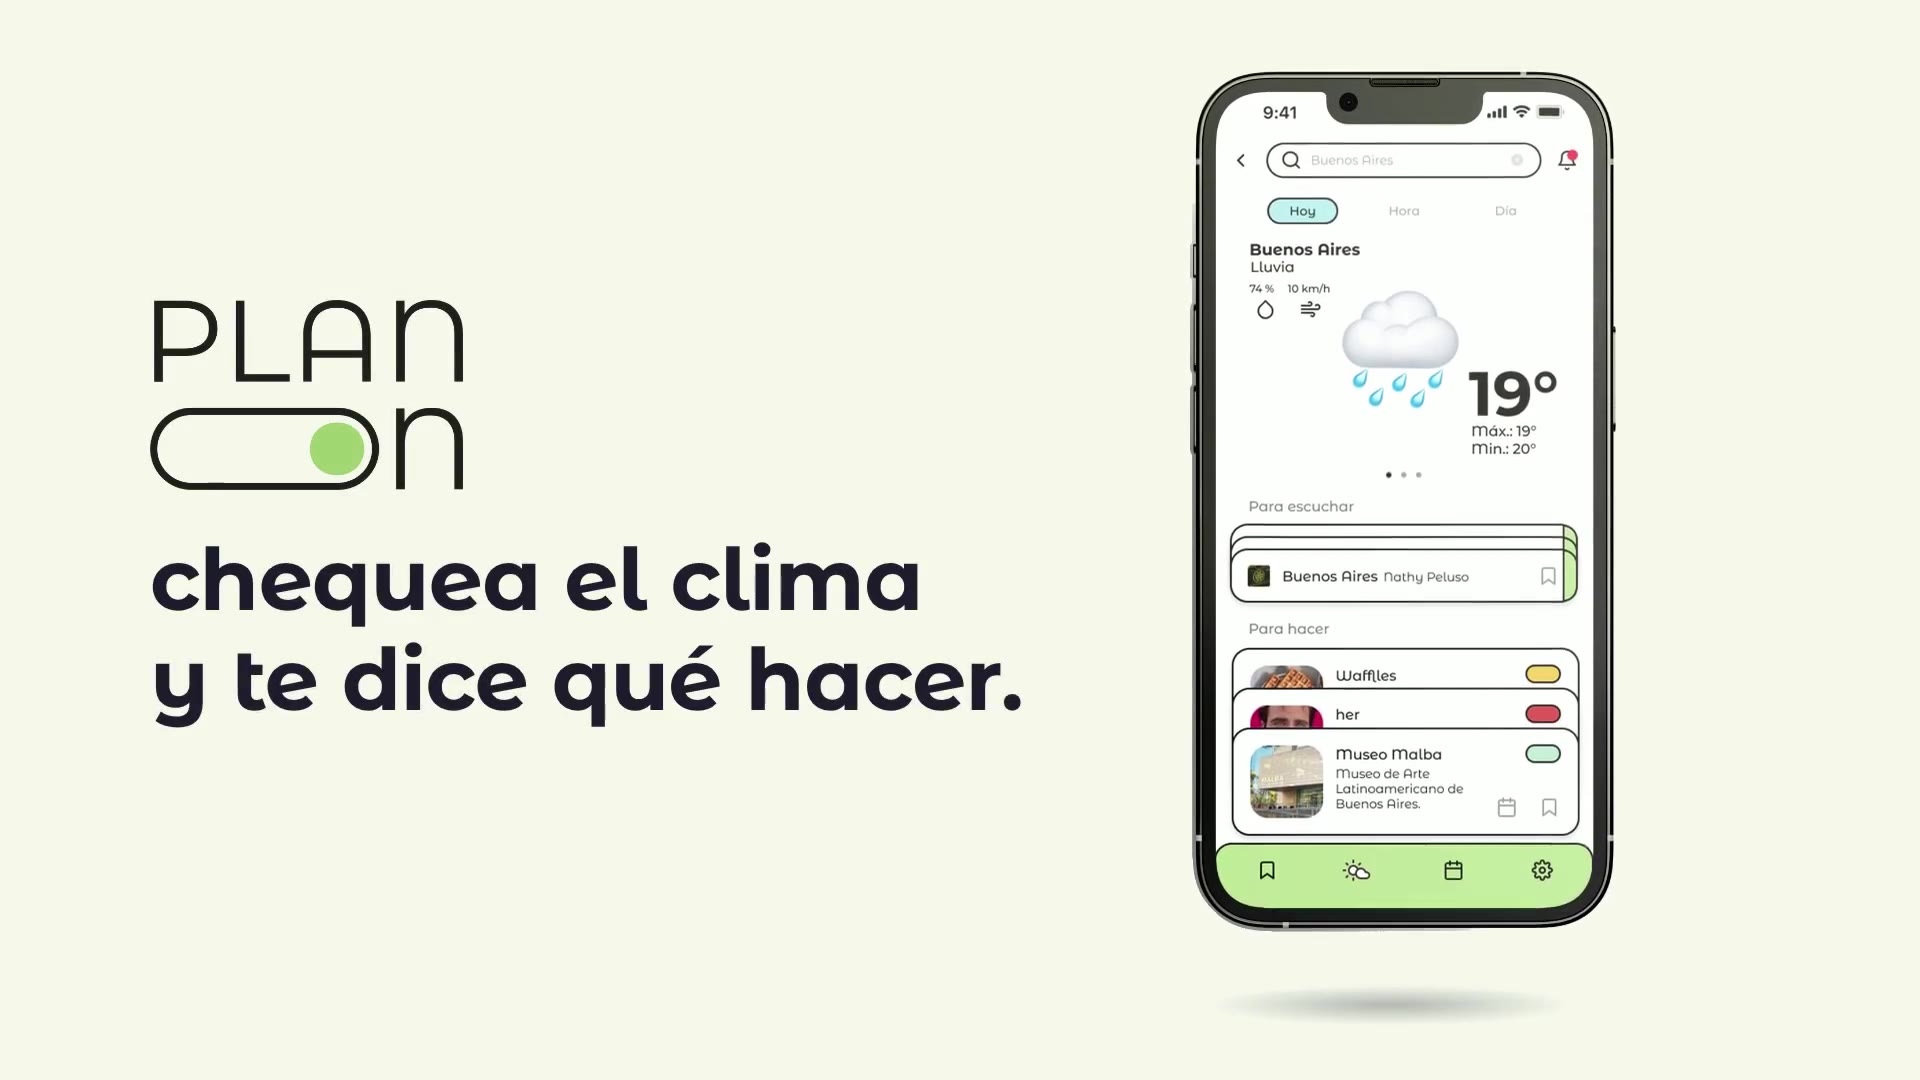 PLAN
ON
chequea el clima
y te dice qué hacer.
9:41
Buenos Aires
Hoy
Hora
Día
Buenos Aires
Lluvia
74 % 10 km/h
19°
Máx.: 19°
Min.: 20°
Para escuchar
Buenos Aires Nathy Peluso
Para hacer
Waffles
her
Museo Malba
Museo de Arte
Latinoamericano de
Buenos Aires.
MALBA